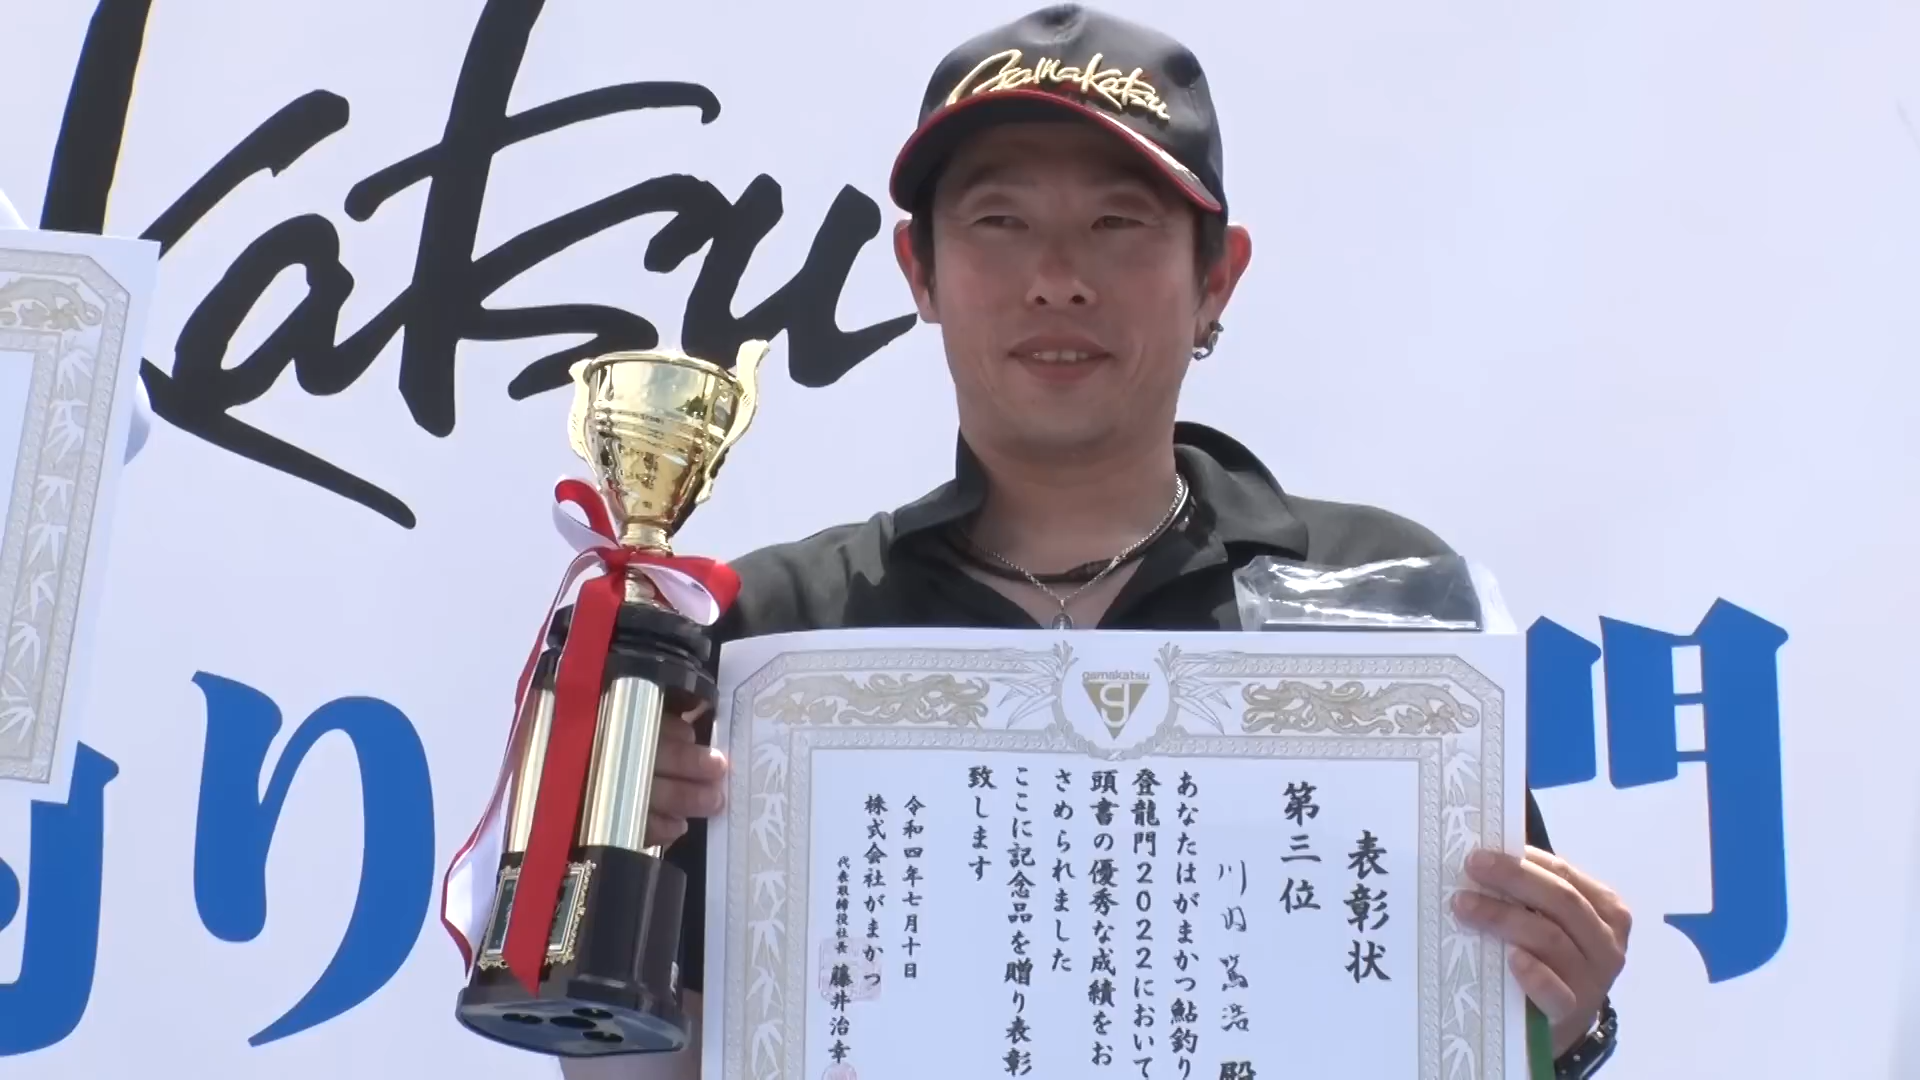 Gamakatsu
katsu
釣り
門
gamakatsu
g
表彰状
第三位
川内 篤浩 殿
あなたはがまかつ鮎釣り
登龍門2022において
頭書の優秀な成績をお
さめられました
ここに記念品を贈り表彰
致します
令和四年七月十日
株式会社がまかつ
代表取締役社長 藤井治幸